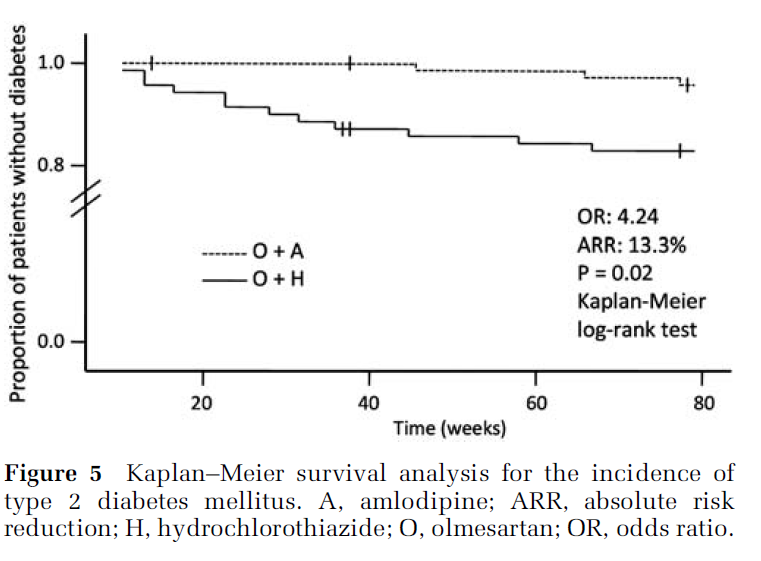 Proportion of patients without diabetes
1.0
0.8
0.0
O + A
O + H
OR: 4.24
ARR: 13.3%
P = 0.02
Kaplan-Meier
log-rank test
20
40
60
80
Time (weeks)
Figure 5 Kaplan–Meier survival analysis for the incidence of
type 2 diabetes mellitus. A, amlodipine; ARR, absolute risk
reduction; H, hydrochlorothiazide; O, olmesartan; OR, odds ratio.